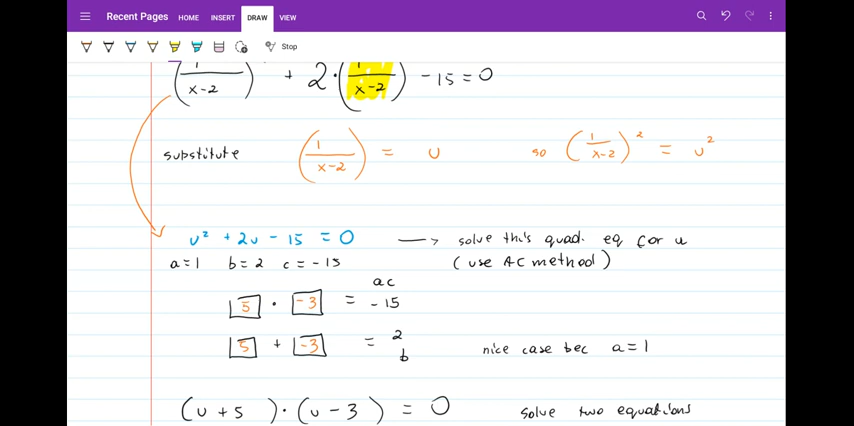 Recent Pages HOME INSERT DRAW VIEW
Stop
(1/(x-2)) + 2·(1/(x-2)) - 15 = 0
substitute (1/(x-2)) = u so (1/(x-2))² = u²
u² + 2u - 15 = 0 → solve this quad. eq for u
a=1 b=2 c=-15 (use AC method)
ac
5 · -3 = -15
5 + -3 = 2
b
nice case bec a=1
(u+5)·(u-3) = 0 solve two equations